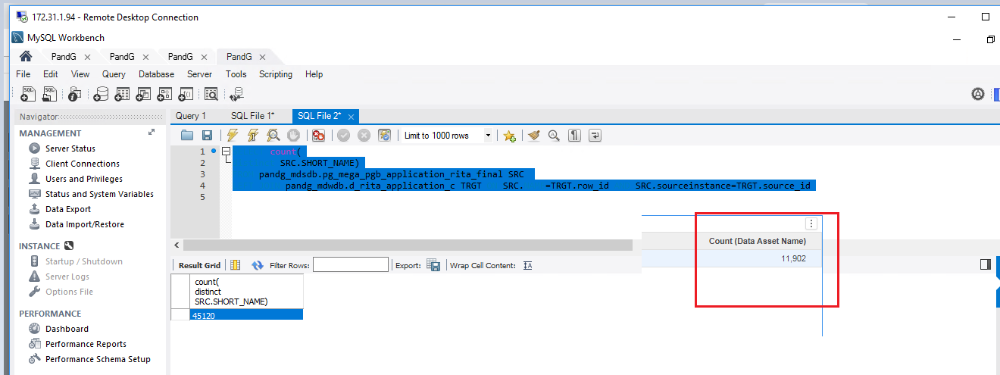 172.31.1.94 - Remote Desktop Connection
MySQL Workbench
PandG PandG PandG PandG
File Edit View Query Database Server Tools Scripting Help
SQL SQL
Navigator
Query 1 SQL File 1* SQL File 2*
MANAGEMENT
Server Status
Client Connections
Users and Privileges
Status and System Variables
Data Export
Data Import/Restore
INSTANCE
Startup / Shutdown
Server Logs
Options File
PERFORMANCE
Dashboard
Performance Reports
Performance Schema Setup
Limit to 1000 rows
1 count(
2 SRC.SHORT_NAME)
3 pandg_mdsdb.pg_mega_pgb_application_rita_final SRC
4 pandg_mdwdb.d_rita_application_c TRGT SRC. =TRGT.row_id SRC.sourceinstance=TRGT.source_id
5
Count (Data Asset Name)
11,902
Result Grid Filter Rows: Export: Wrap Cell Content:
count(
distinct
SRC.SHORT_NAME)
45120